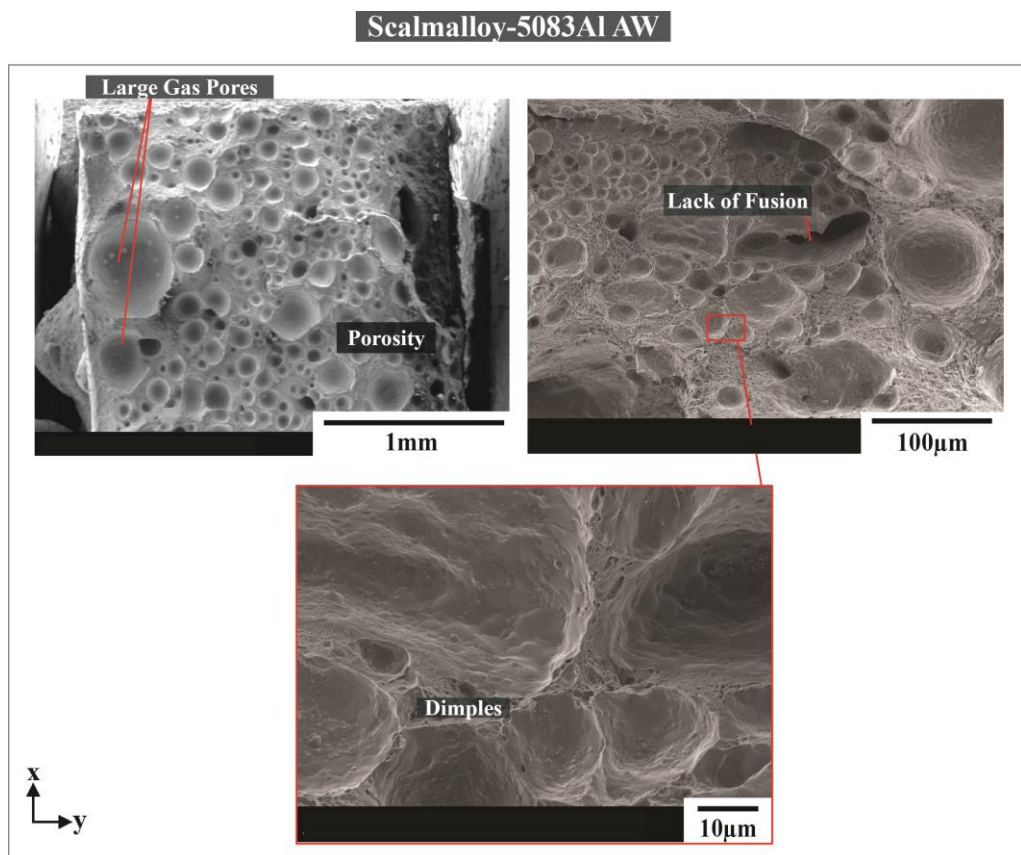 Scalmalloy-5083Al AW
Large Gas Pores
Porosity
1mm
Lack of Fusion
100µm
Dimples
10µm
x
y